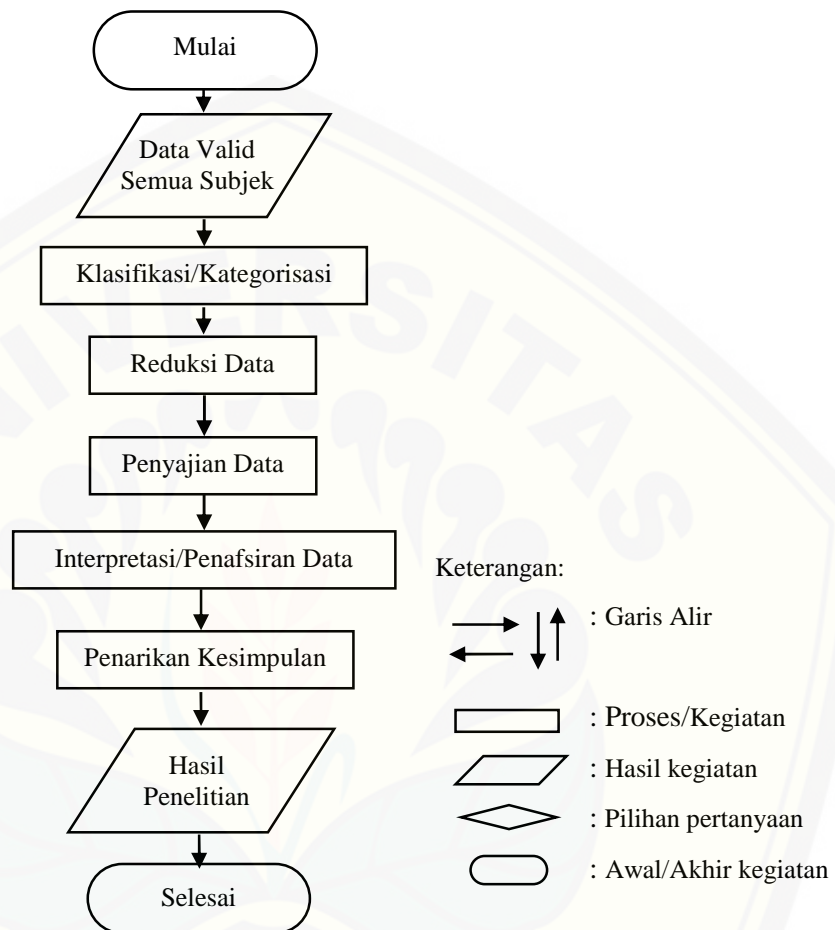 Mulai
Data Valid
Semua Subjek
Klasifikasi/Kategorisasi
Reduksi Data
Penyajian Data
Interpretasi/Penafsiran Data
Penarikan Kesimpulan
Hasil
Penelitian
Selesai
Keterangan:
: Garis Alir
: Proses/Kegiatan
: Hasil kegiatan
: Pilihan pertanyaan
: Awal/Akhir kegiatan
UNIVERSITAS